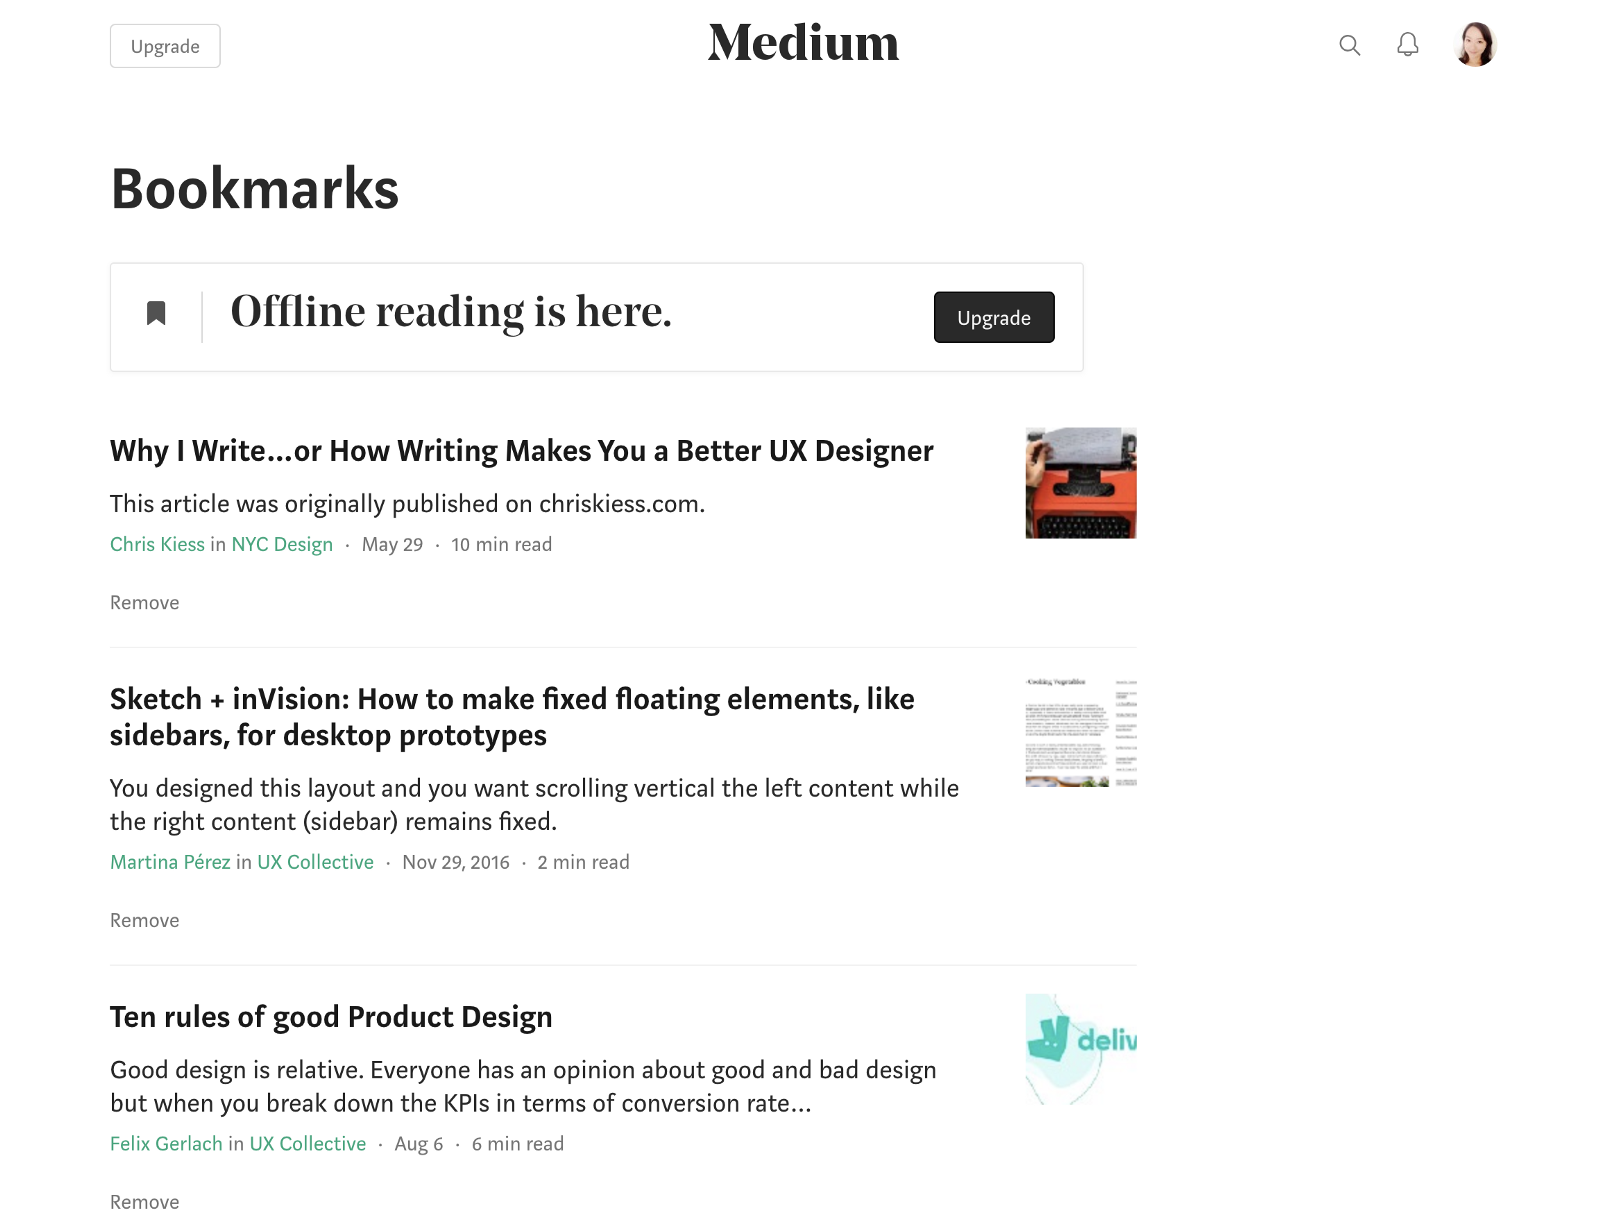 Upgrade
Medium
Bookmarks
Offline reading is here.
Upgrade
Why I Write…or How Writing Makes You a Better UX Designer
This article was originally published on chriskiess.com.
Chris Kiess in NYC Design · May 29 · 10 min read
Remove
Sketch + inVision: How to make fixed floating elements, like
sidebars, for desktop prototypes
Cooking Vegetables
You designed this layout and you want scrolling vertical the left content while
the right content (sidebar) remains fixed.
Martina Pérez in UX Collective · Nov 29, 2016 · 2 min read
Remove
Ten rules of good Product Design
deliv
Good design is relative. Everyone has an opinion about good and bad design
but when you break down the KPIs in terms of conversion rate…
Felix Gerlach in UX Collective · Aug 6 · 6 min read
Remove